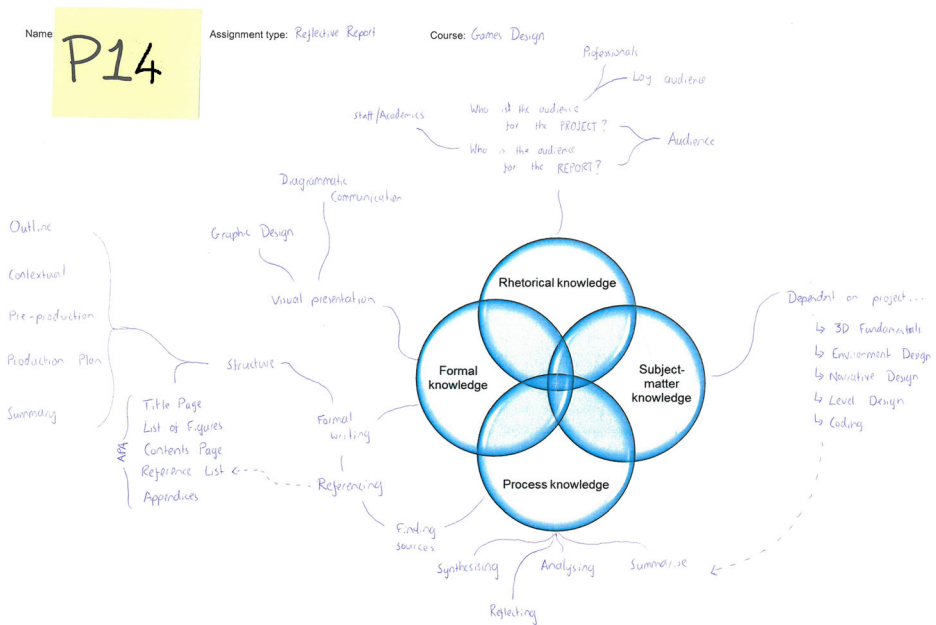 Name
P14
Assignment type: Reflective Report
Course: Games Design
Professionals
Lay audience
Staff/Academics
Who is the audience
for the PROJECT?
Who is the audience
for the REPORT?
Audience
Diagrammatic
Communication
Graphic Design
Visual presentation
Outline
Contextual
Pre-production
Production Plan
Summary
Structure
Title Page
List of Figures
Contents Page
Reference List
Appendices
APA
Formal
writing
Referencing
Finding
sources
Rhetorical knowledge
Formal
knowledge
Subject-
matter
knowledge
Process knowledge
Dependent on project...
↳ 3D Fundamentals
↳ Environment Design
↳ Narrative Design
↳ Level Design
↳ Coding
Synthesising
Analysing
Summarise
Reflecting